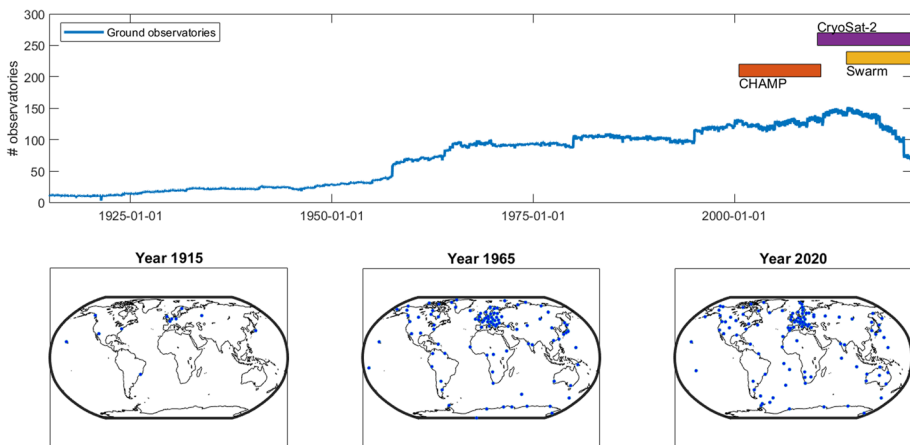 300
250
200
150
100
50
0
# observatories
Ground observatories
CryoSat-2
Swarm
CHAMP
1925-01-01
1950-01-01
1975-01-01
2000-01-01
Year 1915
Year 1965
Year 2020